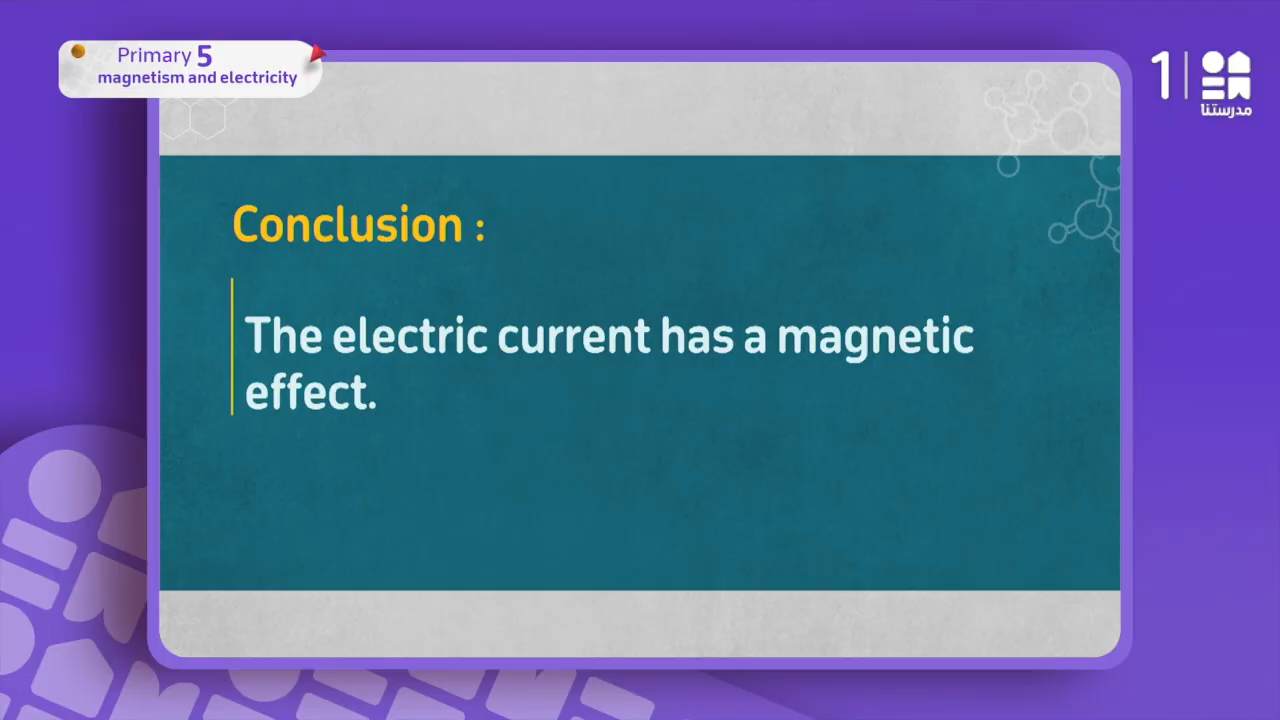 Primary 5
magnetism and electricity
1
مدرستنا
Conclusion :
The electric current has a magnetic
effect.